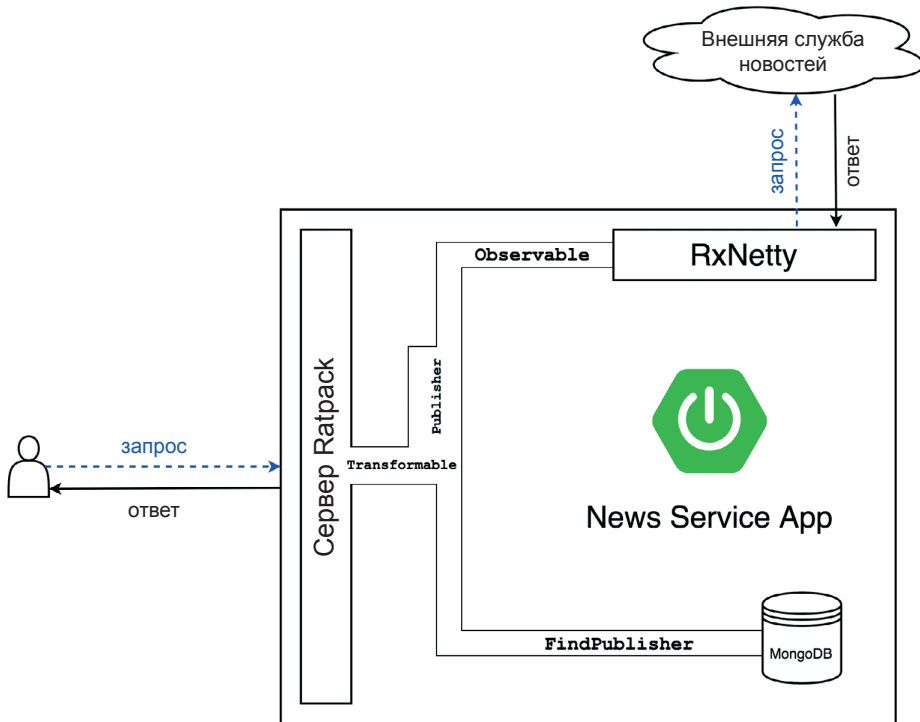 Внешняя служба
новостей
запрос
ответ
Observable
RxNetty
Publisher
Сервер Ratpack
запрос
Transformable
ответ
News Service App
FindPublisher
MongoDB